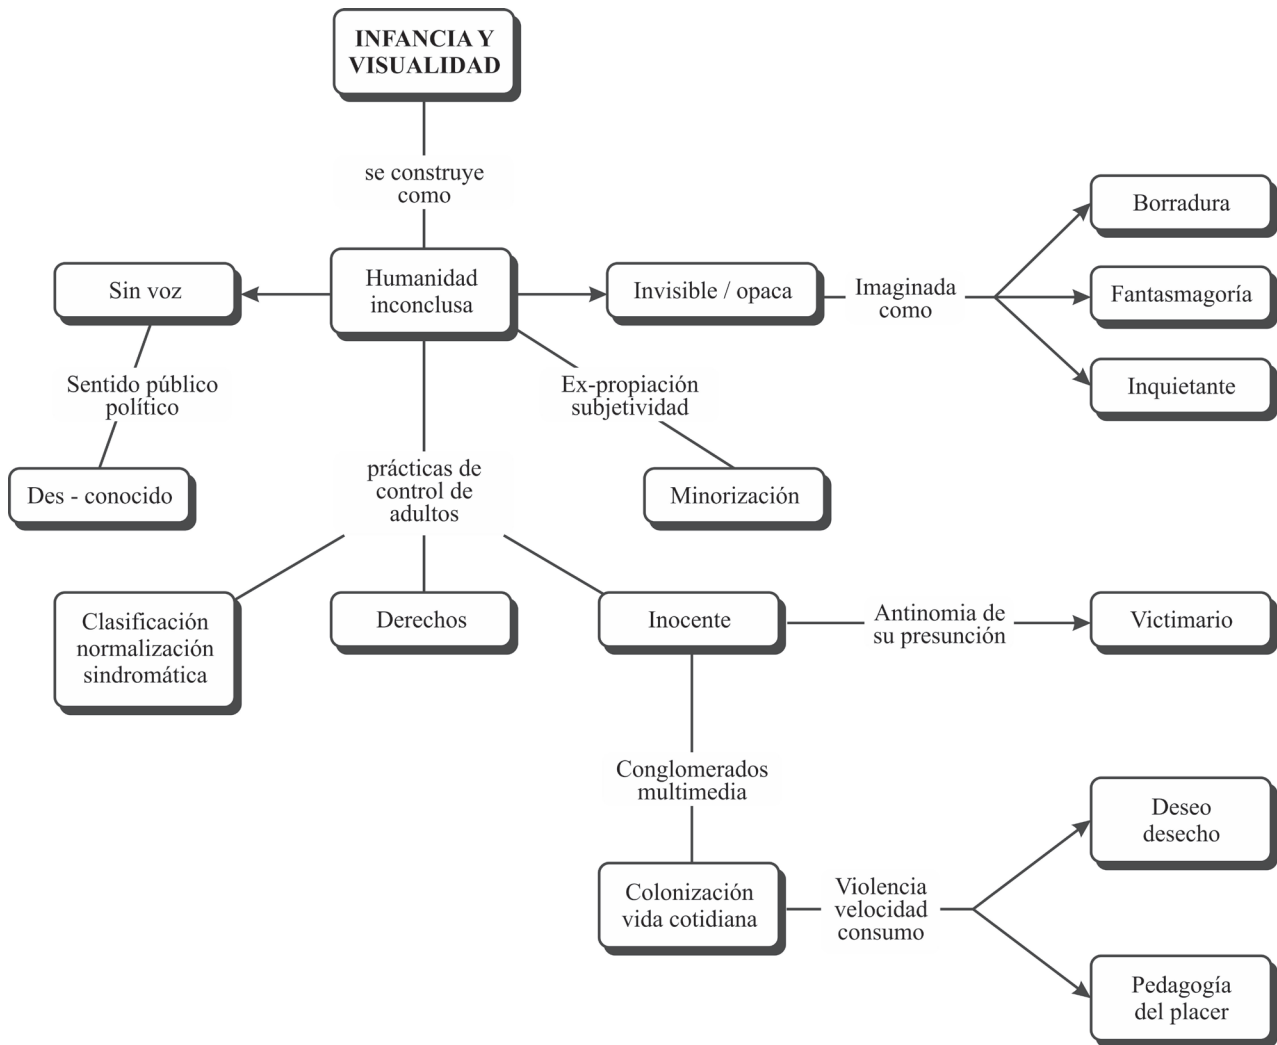 INFANCIA Y
VISUALIDAD
se construye
como
Borradura
Sin voz
Humanidad
inconclusa
Invisible / opaca
Imaginada
como
Fantasmagoría
Sentido público
político
Ex-propiación
subjetividad
Inquietante
Des - conocido
prácticas de
control de
adultos
Minorización
Clasificación
normalización
sindromática
Derechos
Inocente
Antinomia de
su presunción
Victimario
Conglomerados
multimedia
Deseo
desecho
Colonización
vida cotidiana
Violencia
velocidad
consumo
Pedagogía
del placer